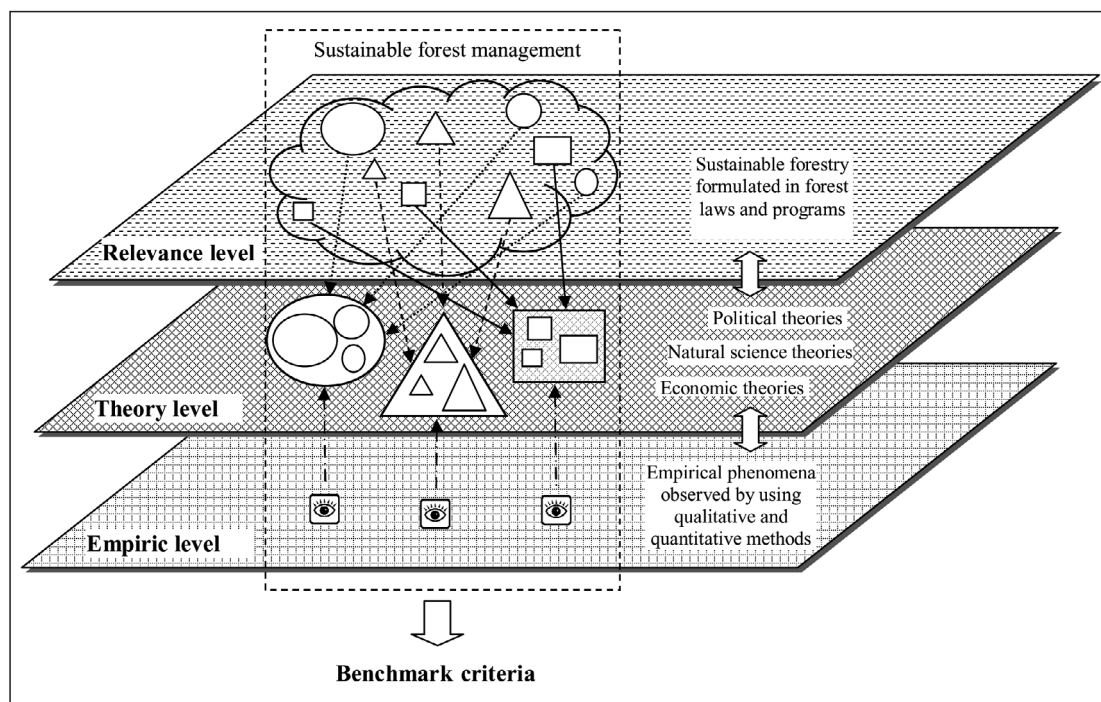 Sustainable forest management
Sustainable forestry
formulated in forest
laws and programs
Relevance level
Political theories
Natural science theories
Economic theories
Theory level
Empirical phenomena
observed by using
qualitative and
quantitative methods
Empiric level
Benchmark criteria